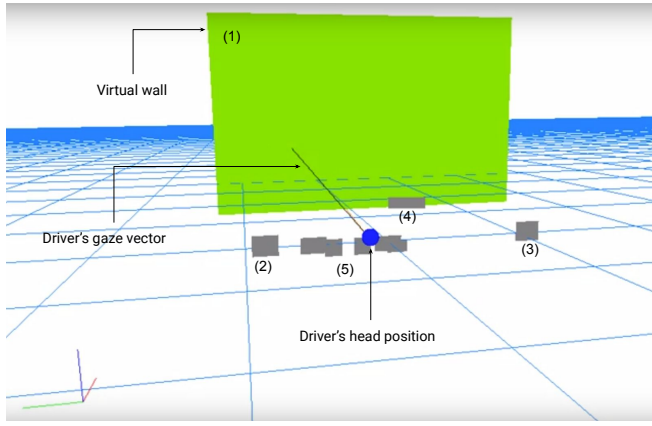 (1)
Virtual wall
(4)
Driver's gaze vector
(2)
(5)
(3)
Driver's head position